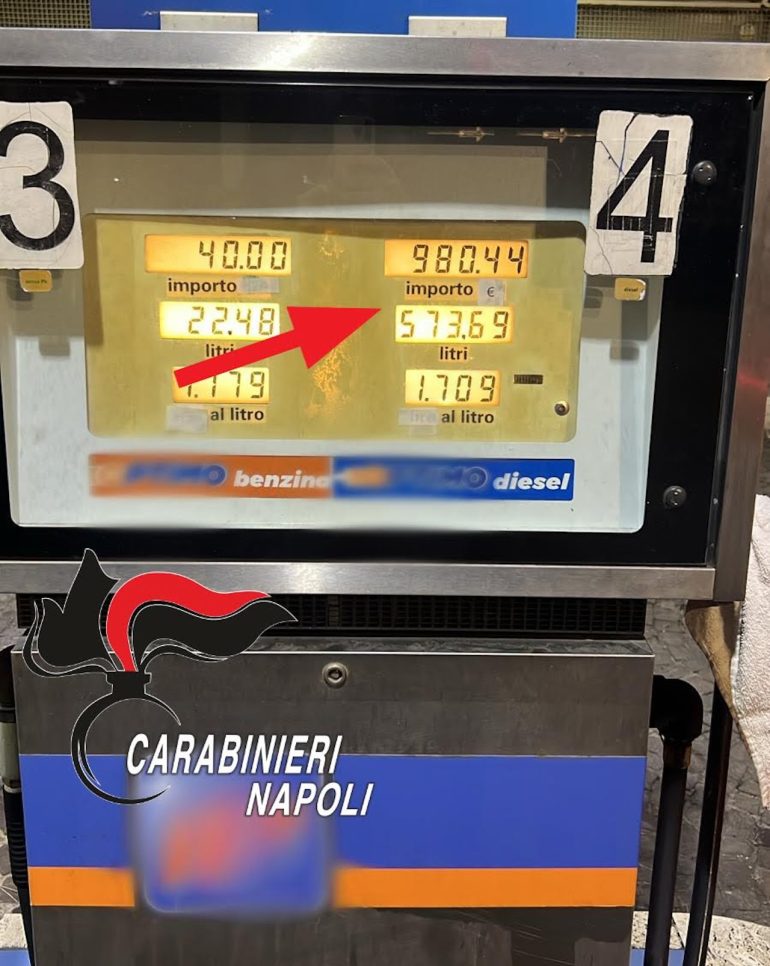 3
4
40.00
980.44
importo
importo €
22.48
573,69
litri
litri
1.779
1.709
al litro
al litro
benzina
diesel
diesel
CARABINIERI
NAPOLI